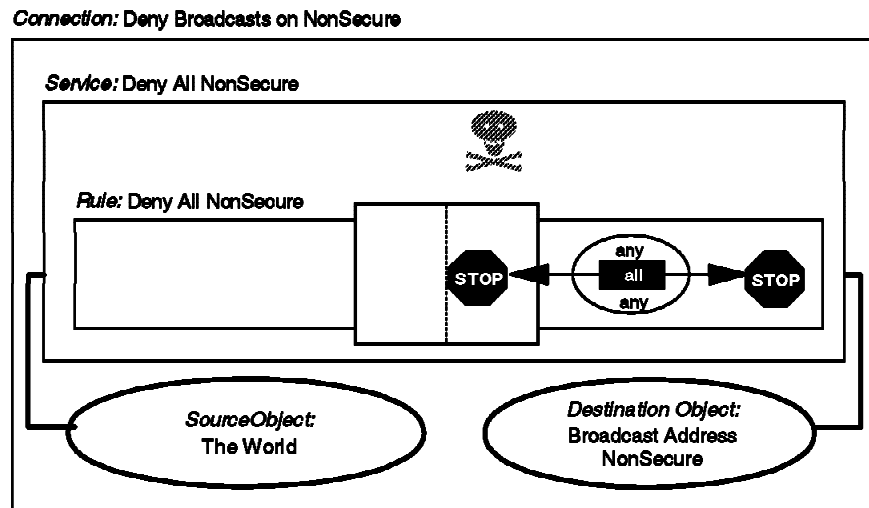 Connection: Deny Broadcasts on NonSecure
Service: Deny All NonSecure
Rule: Deny All NonSecure
any
STOP all STOP
any
SourceObject:
The World
Destination Object:
Broadcast Address
NonSecure